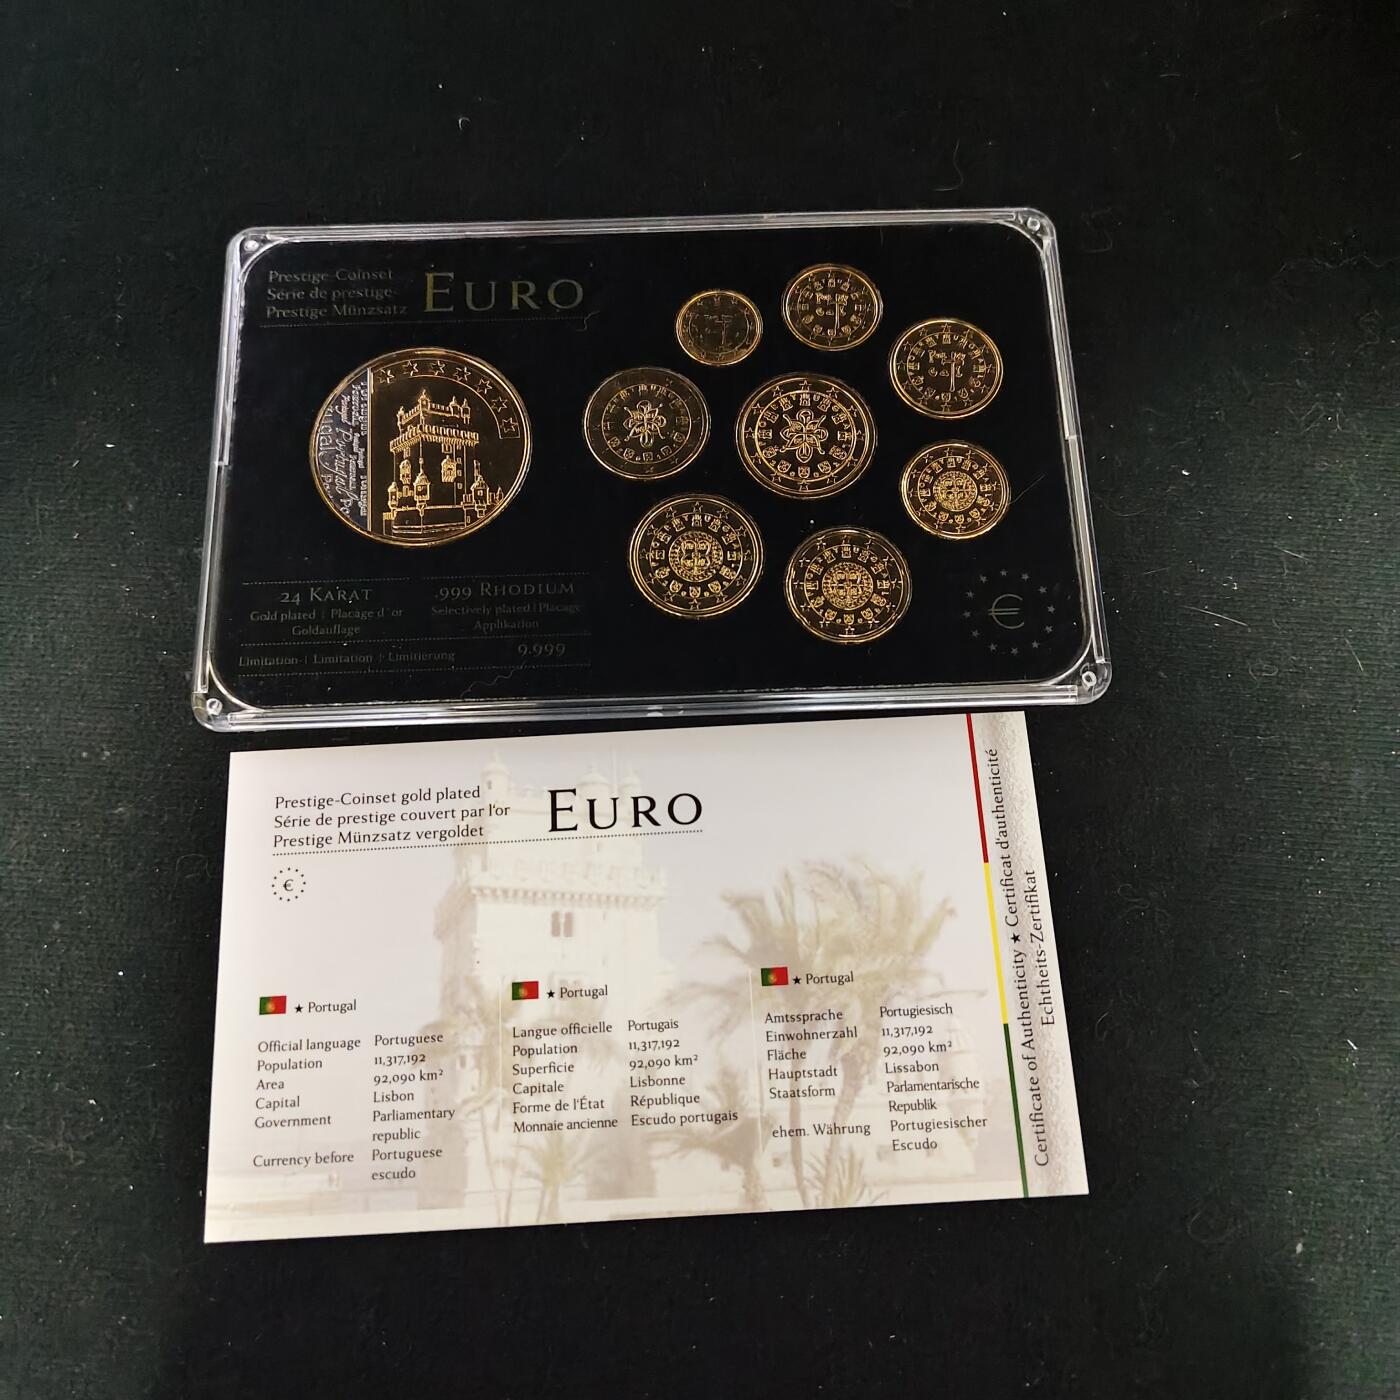 Prestige-Coinset
Série de prestige
Prestige Münzsatz
EURO
24 KARAT
Gold plated | Placage d'or
Goldauflage
.999 RHODIUM
Selectively plated | Placage
Applikation
Limitation | Limitation | Limitierung
9.999
€
Prestige-Coinset gold plated
Série de prestige couvert par l'or
Prestige Münzsatz vergoldet
EURO
€
★ Portugal
Official language Portuguese
Population 11,317,192
Area 92,090 km²
Capital Lisbon
Government Parliamentary
republic
Currency before Portuguese
escudo
★ Portugal
Langue officielle Portugais
Population 11,317,192
Superficie 92,090 km²
Capitale Lisbonne
Forme de l'État République
Monnaie ancienne Escudo portugais
★ Portugal
Amtssprache Portugiesisch
Einwohnerzahl 11,317,192
Fläche 92,090 km²
Hauptstadt Lissabon
Staatsform Parlamentarische
Republik
ehem. Währung Portugiesischer
Escudo
Certificate of Authenticity ★ Certificat d'authenticité
Echtheits-Zertifikat